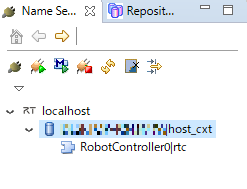 Name Se...
Reposit...
localhost
host_cxt
RobotController0|rtc